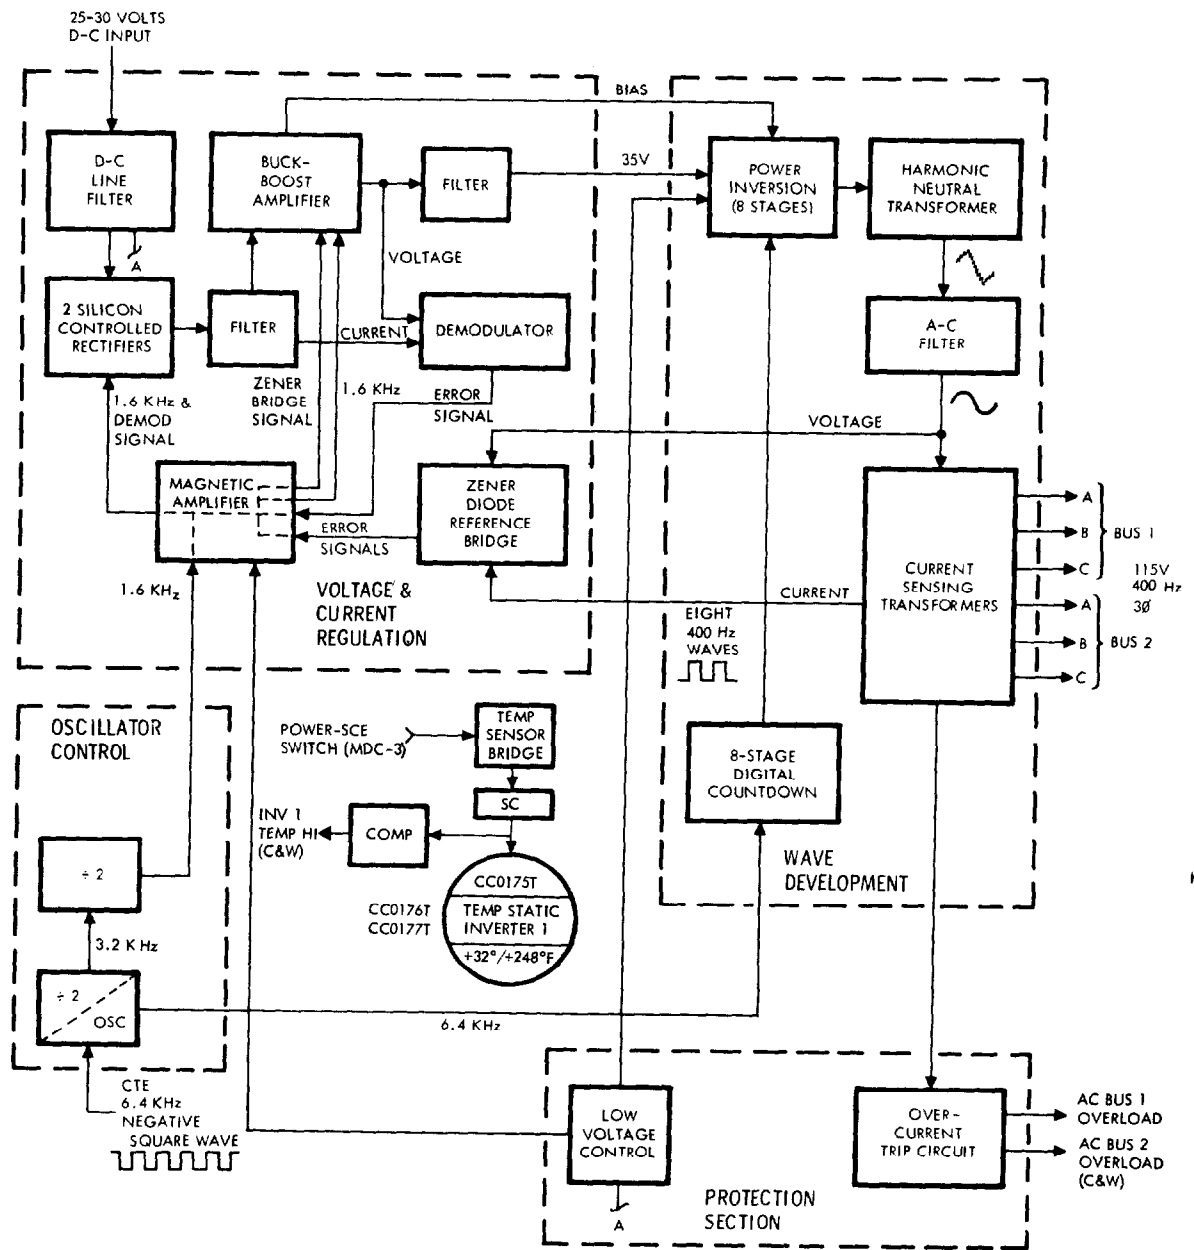 25-30 VOLTS
D-C INPUT
D-C
LINE
FILTER
A
BUCK-
BOOST
AMPLIFIER
FILTER
BIAS
35V
POWER
INVERSION
(8 STAGES)
HARMONIC
NEUTRAL
TRANSFORMER
2 SILICON
CONTROLLED
RECTIFIERS
FILTER
VOLTAGE
CURRENT
DEMODULATOR
A-C
FILTER
1.6 KHz &
DEMOD
SIGNAL
ZENER
BRIDGE
SIGNAL
1.6 KHz
ERROR
SIGNAL
VOLTAGE
MAGNETIC
AMPLIFIER
ERROR
SIGNALS
ZENER
DIODE
REFERENCE
BRIDGE
CURRENT
SENSING
TRANSFORMERS
A
B
C
BUS 1
A
B
C
BUS 2
115V
400 Hz
3Ø
1.6 KHz
VOLTAGE &
CURRENT
REGULATION
CURRENT
EIGHT
400 Hz
WAVES
OSCILLATOR
CONTROL
POWER-SCE
SWITCH (MDC-3)
TEMP
SENSOR
BRIDGE
SC
8-STAGE
DIGITAL
COUNTDOWN
INV 1
TEMP HI
(C&W)
COMP
÷ 2
CC0175T
CC0176T
CC0177T
TEMP STATIC
INVERTER 1
+32°/+248°F
WAVE
DEVELOPMENT
3.2 KHz
÷ 2
OSC
6.4 KHz
CTE
6.4 KHz
NEGATIVE
SQUARE WAVE
LOW
VOLTAGE
CONTROL
A
OVER-
CURRENT
TRIP CIRCUIT
AC BUS 1
OVERLOAD
AC BUS 2
OVERLOAD
(C&W)
PROTECTION
SECTION